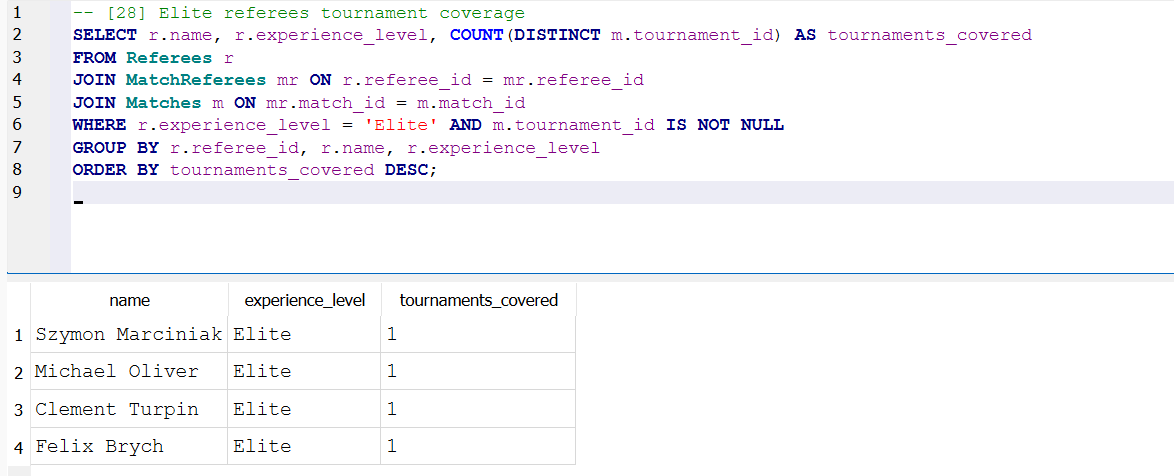 1 -- [28] Elite referees tournament coverage
2 SELECT r.name, r.experience_level, COUNT(DISTINCT m.tournament_id) AS tournaments_covered
3 FROM Referees r
4 JOIN MatchReferees mr ON r.referee_id = mr.referee_id
5 JOIN Matches m ON mr.match_id = m.match_id
6 WHERE r.experience_level = 'Elite' AND m.tournament_id IS NOT NULL
7 GROUP BY r.referee_id, r.name, r.experience_level
8 ORDER BY tournaments_covered DESC;
9
name experience_level tournaments_covered
1 Szymon Marciniak Elite 1
2 Michael Oliver Elite 1
3 Clement Turpin Elite 1
4 Felix Brych Elite 1